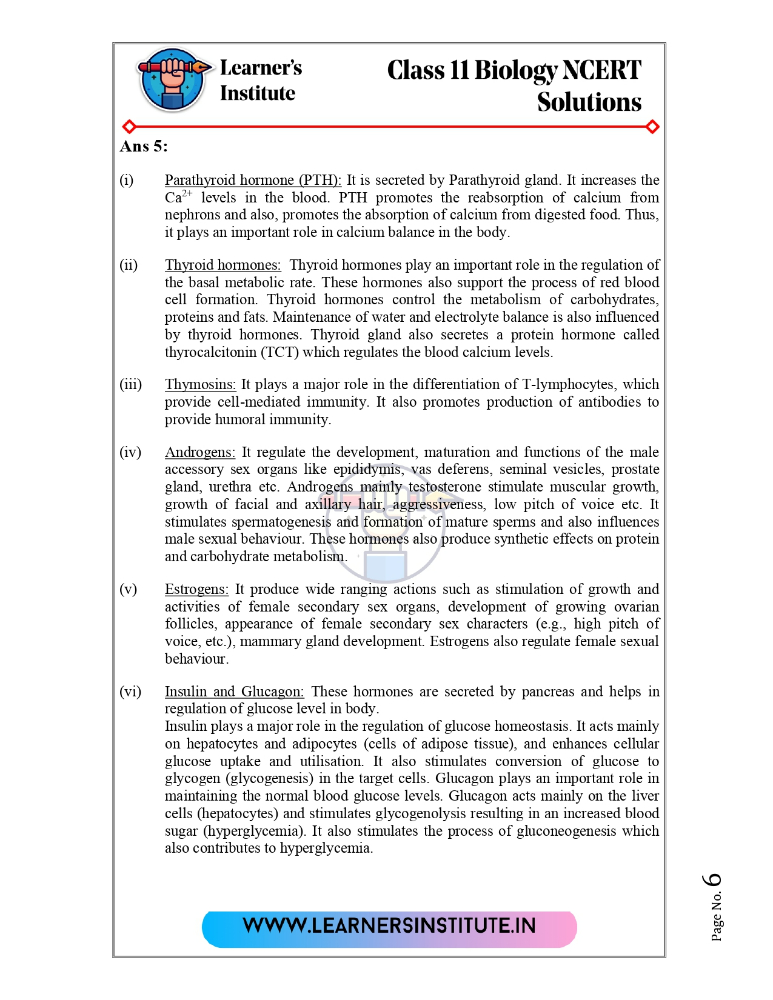 Learner's
Institute
Class 11 Biology NCERT
Solutions
Ans 5:
(i) Parathyroid hormone (PTH): It is secreted by Parathyroid gland. It increases the
Ca²⁺ levels in the blood. PTH promotes the reabsorption of calcium from
nephrons and also, promotes the absorption of calcium from digested food. Thus,
it plays an important role in calcium balance in the body.
(ii) Thyroid hormones: Thyroid hormones play an important role in the regulation of
the basal metabolic rate. These hormones also support the process of red blood
cell formation. Thyroid hormones control the metabolism of carbohydrates,
proteins and fats. Maintenance of water and electrolyte balance is also influenced
by thyroid hormones. Thyroid gland also secretes a protein hormone called
thyrocalcitonin (TCT) which regulates the blood calcium levels.
(iii) Thymosins: It plays a major role in the differentiation of T-lymphocytes, which
provide cell-mediated immunity. It also promotes production of antibodies to
provide humoral immunity.
(iv) Androgens: It regulate the development, maturation and functions of the male
accessory sex organs like epididymis, vas deferens, seminal vesicles, prostate
gland, urethra etc. Androgens mainly testosterone stimulate muscular growth,
growth of facial and axillary hair, aggressiveness, low pitch of voice etc. It
stimulates spermatogenesis and formation of mature sperms and also influences
male sexual behaviour. These hormones also produce synthetic effects on protein
and carbohydrate metabolism.
(v) Estrogens: It produce wide ranging actions such as stimulation of growth and
activities of female secondary sex organs, development of growing ovarian
follicles, appearance of female secondary sex characters (e.g., high pitch of
voice, etc.), mammary gland development. Estrogens also regulate female sexual
behaviour.
(vi) Insulin and Glucagon: These hormones are secreted by pancreas and helps in
regulation of glucose level in body.
Insulin plays a major role in the regulation of glucose homeostasis. It acts mainly
on hepatocytes and adipocytes (cells of adipose tissue), and enhances cellular
glucose uptake and utilisation. It also stimulates conversion of glucose to
glycogen (glycogenesis) in the target cells. Glucagon plays an important role in
maintaining the normal blood glucose levels. Glucagon acts mainly on the liver
cells (hepatocytes) and stimulates glycogenolysis resulting in an increased blood
sugar (hyperglycemia). It also stimulates the process of gluconeogenesis which
also contributes to hyperglycemia.
WWW.LEARNERSINSTITUTE.IN
Page No. 6